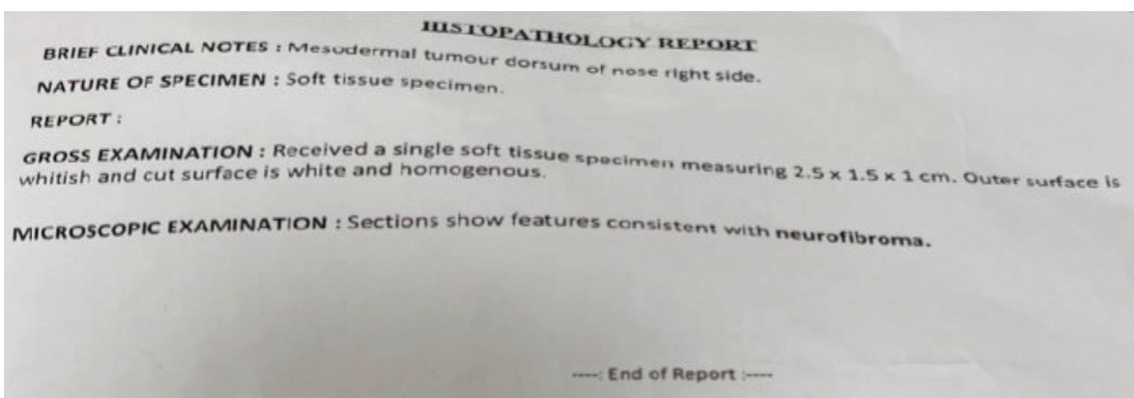 HISTOPATHOLOGY REPORT
BRIEF CLINICAL NOTES : Mesodermal tumour dorsum of nose right side.
NATURE OF SPECIMEN : Soft tissue specimen.
REPORT :
GROSS EXAMINATION : Received a single soft tissue specimen measuring 2.5 x 1.5 x 1 cm. Outer surface is
whitish and cut surface is white and homogenous.
MICROSCOPIC EXAMINATION : Sections show features consistent with neurofibroma.
----: End of Report :----